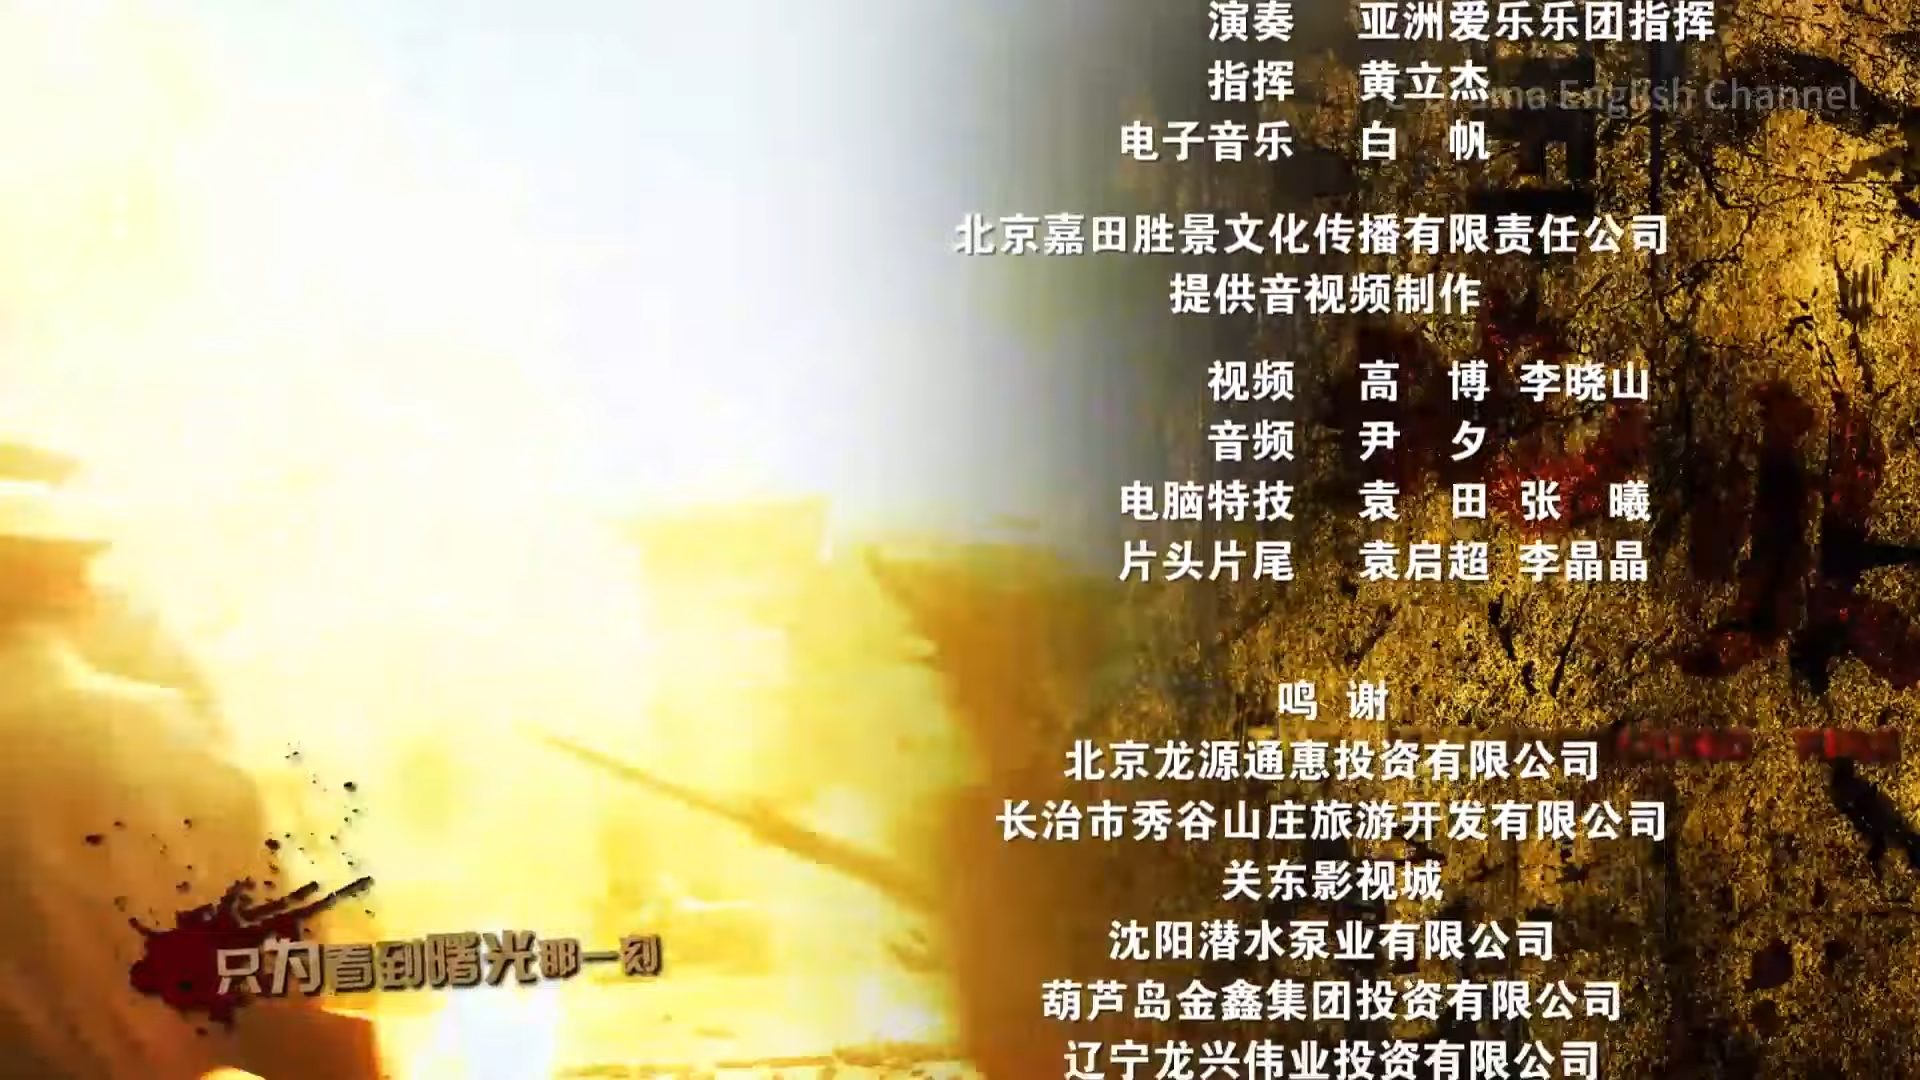 演奏 亚洲爱乐乐团指挥
指挥 黄立杰
English Channel
电子音乐 白 帆
北京嘉田胜景文化传播有限责任公司
提供音视频制作
视频 高 博 李晓山
音频 尹 夕
电脑特技 袁 田 张 曦
片头片尾 袁启超 李晶晶
鸣 谢
北京龙源通惠投资有限公司
长治市秀谷山庄旅游开发有限公司
关东影视城
沈阳潜水泵业有限公司
只为看到曙光那一刻
葫芦岛金鑫集团投资有限公司
辽宁龙兴伟业投资有限公司